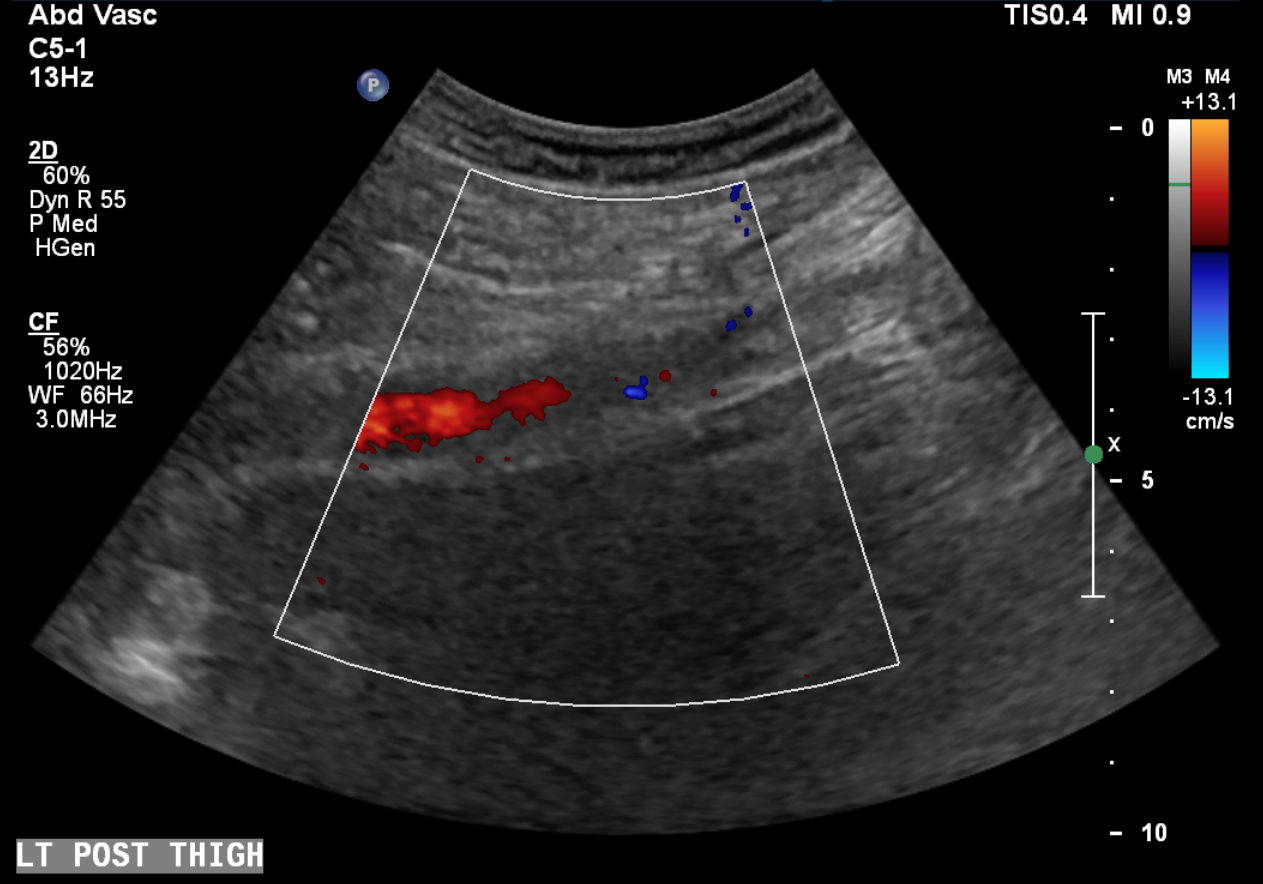 Abd Vasc
C5-1
13Hz
TIS0.4 MI 0.9
P
M3 M4
+13.1
2D
60%
Dyn R 55
P Med
HGen
CF
56%
1020Hz
WF 66Hz
3.0MHz
-13.1
cm/s
0
X
5
10
LT POST THIGH